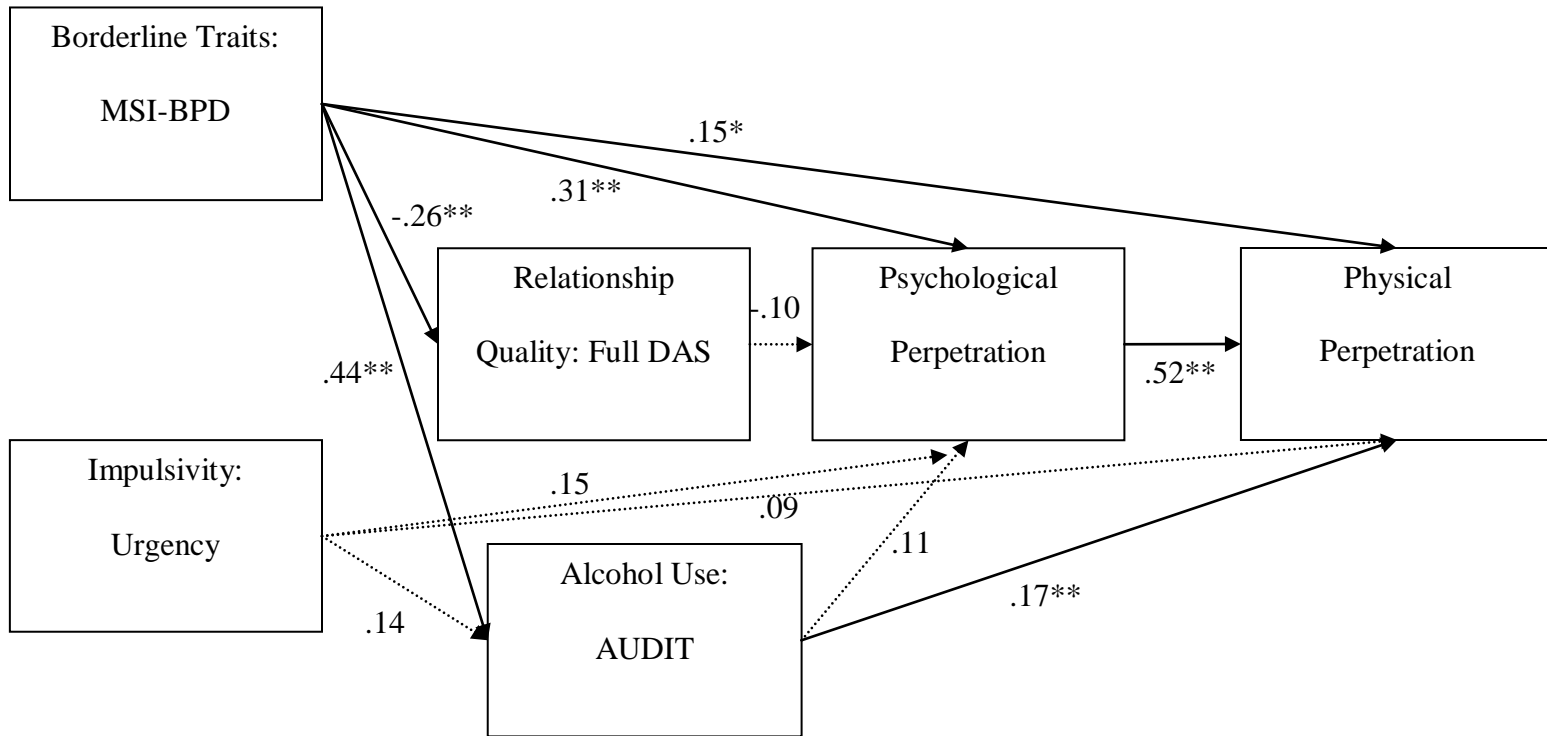 Borderline Traits:
MSI-BPD
.15*
.31**
-.26**
Relationship
Quality: Full DAS
-.10
Psychological
Perpetration
.52**
Physical
Perpetration
.44**
Impulsivity:
Urgency
.15
.09
.14
Alcohol Use:
AUDIT
.11
.17**